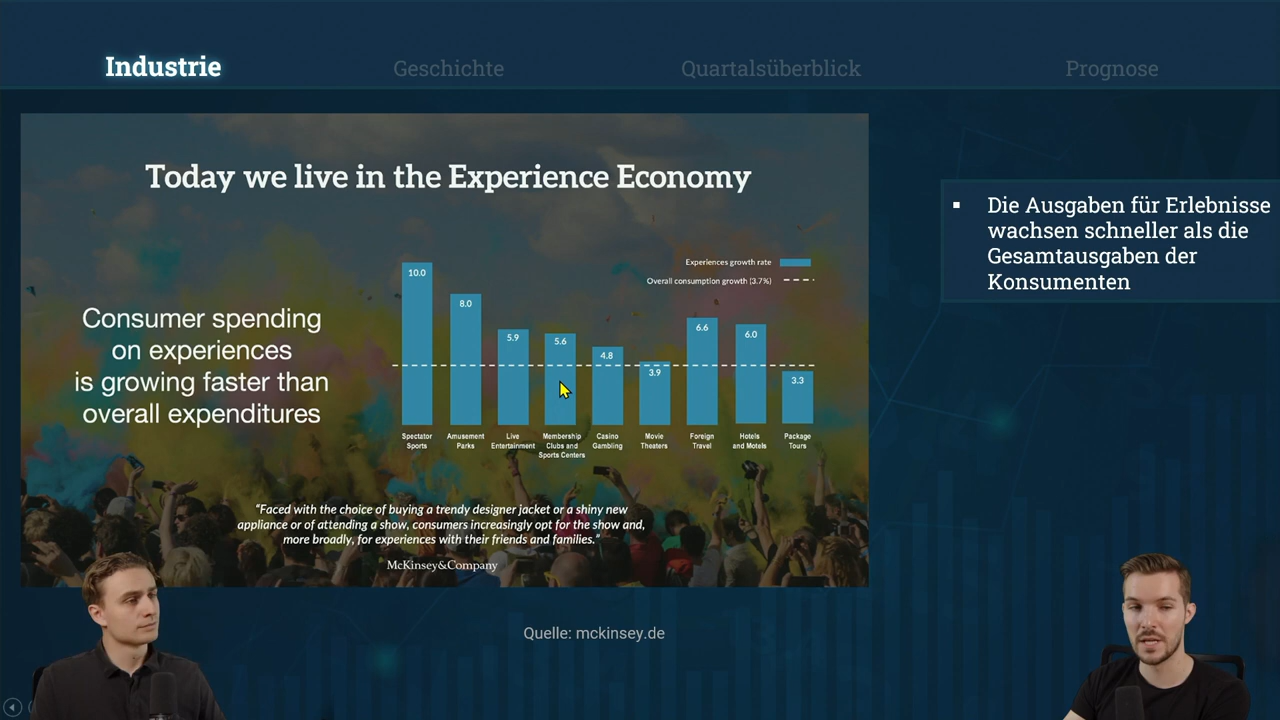 Industrie
Geschichte
Quartalsüberblick
Prognose
Today we live in the Experience Economy
Consumer spending
on experiences
is growing faster than
overall expenditures
Experiences growth rate
Overall consumption growth (3.7%)
10.0
8.0
5.9
5.6
4.8
3.9
6.6
6.0
3.3
Spectator
Sports
Amusement
Parks
Live
Entertainment
Membership
Clubs and
Sports Centers
Casino
Gambling
Movie
Theaters
Foreign
Travel
Hotels
and Motels
Package
Tours
“Faced with the choice of buying a trendy designer jacket or a shiny new
appliance or of attending a show, consumers increasingly opt for the show and,
more broadly, for experiences with their friends and families.”
McKinsey&Company
▪ Die Ausgaben für Erlebnisse
wachsen schneller als die
Gesamtausgaben der
Konsumenten
Quelle: mckinsey.de